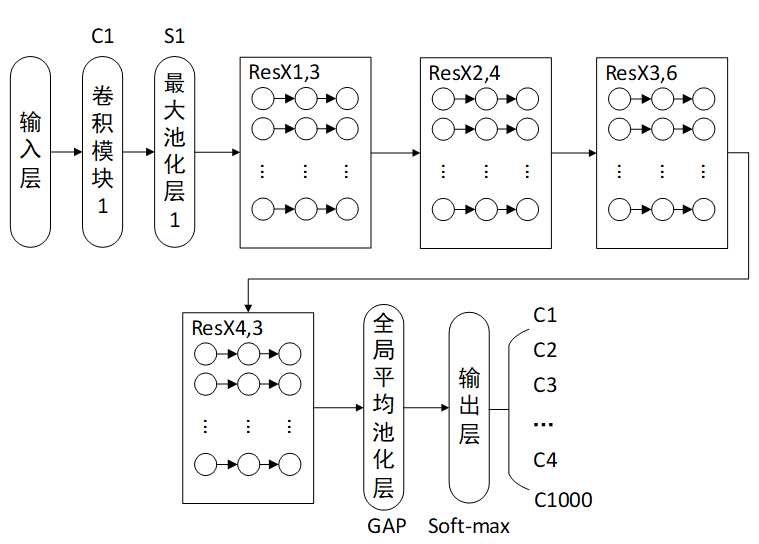 C1
S1
输入层
卷积模块1
最大池化层1
ResX1,3
ResX2,4
ResX3,6
ResX4,3
全局平均池化层
输出层
C1
C2
C3
...
C4
C1000
GAP
Soft-max